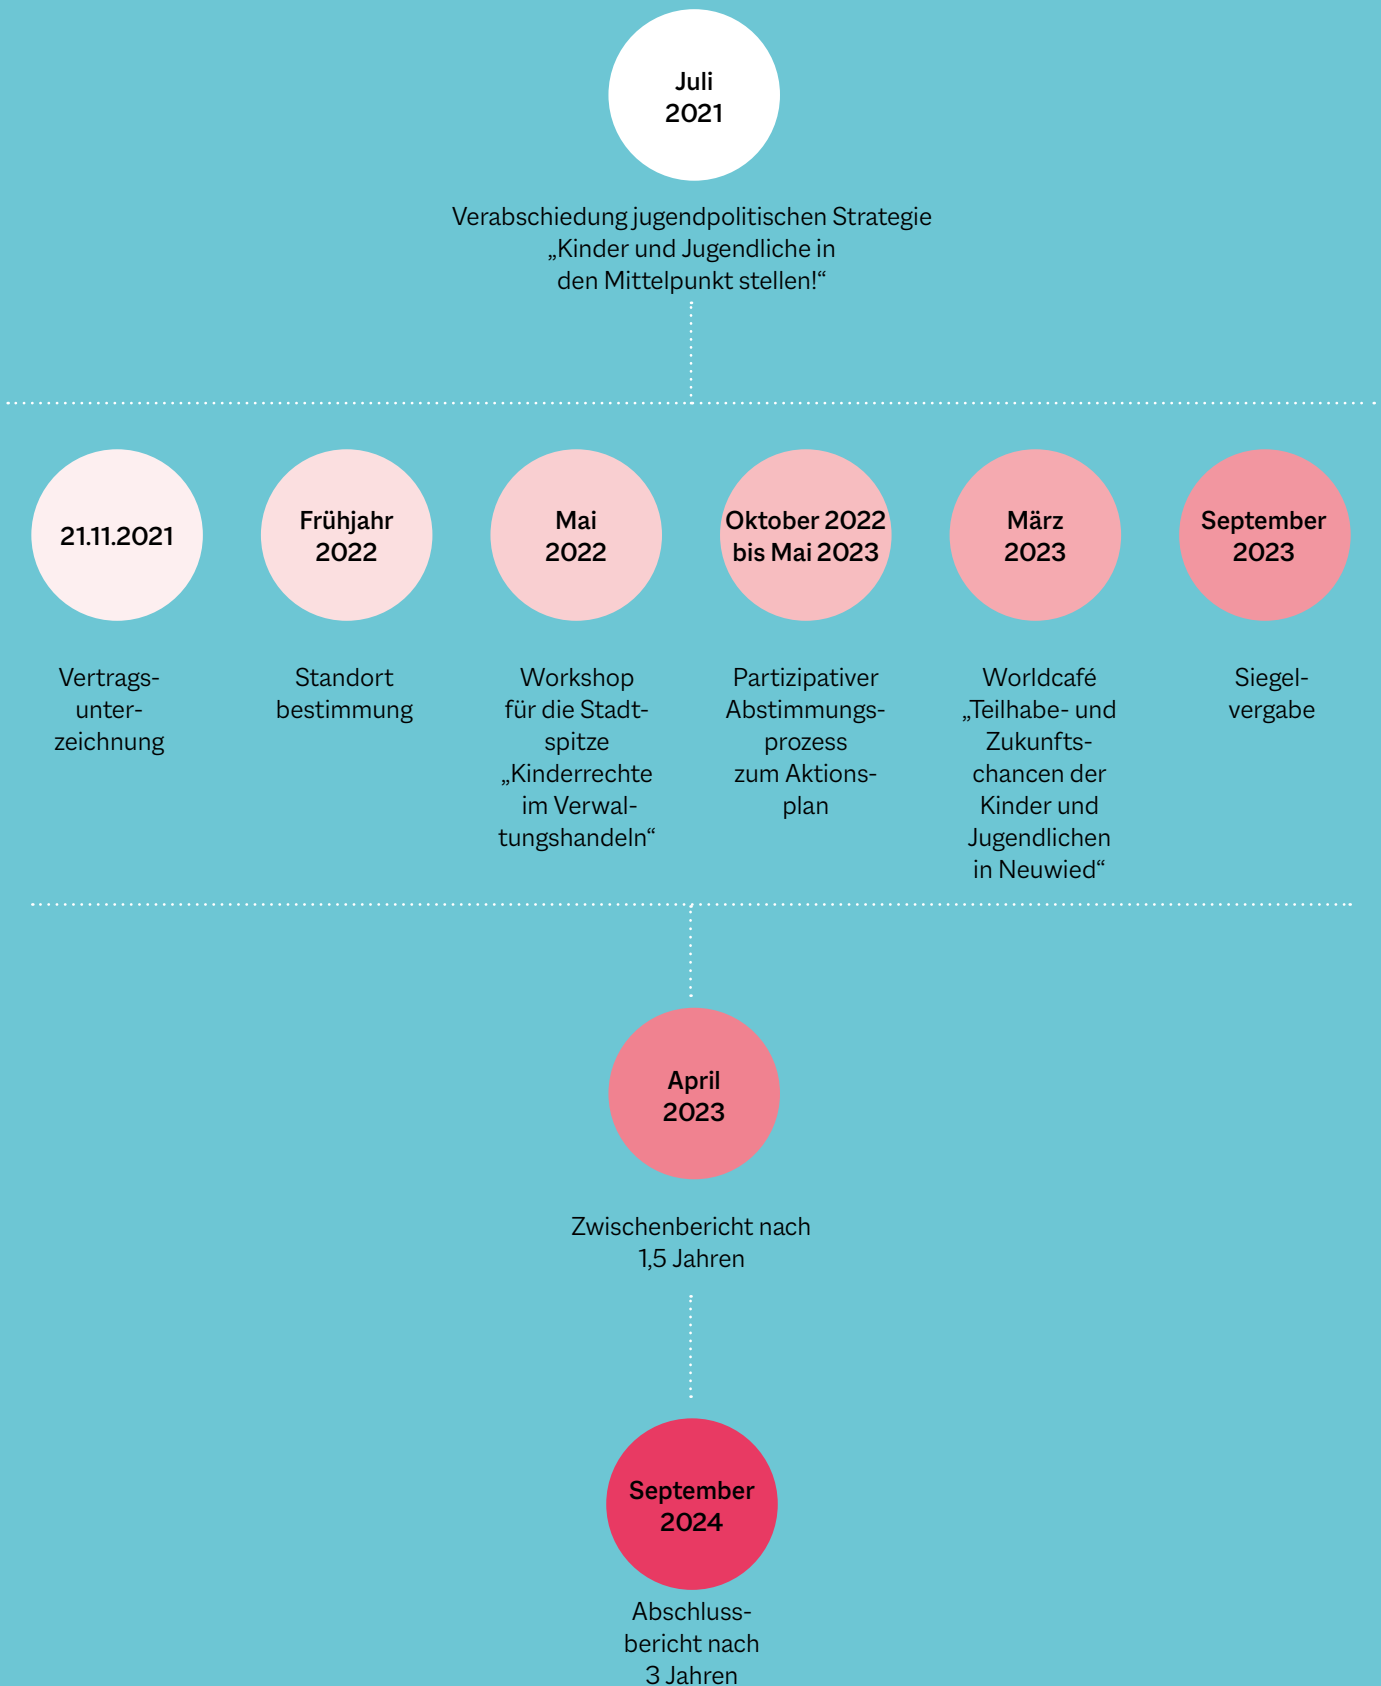 Juli
2021
Verabschiedung jugendpolitischen Strategie
„Kinder und Jugendliche in
den Mittelpunkt stellen!“
21.11.2021
Vertrags-
unter-
zeichnung
Frühjahr
2022
Standort
bestimmung
Mai
2022
Workshop
für die Stadt-
spitze
„Kinderrechte
im Verwal-
tungshandeln“
Oktober 2022
bis Mai 2023
Partizipativer
Abstimmungs-
prozess
zum Aktions-
plan
März
2023
Worldcafé
„Teilhabe- und
Zukunfts-
chancen der
Kinder und
Jugendlichen
in Neuwied“
September
2023
Siegel-
vergabe
April
2023
Zwischenbericht nach
1,5 Jahren
September
2024
Abschluss-
bericht nach
3 Jahren